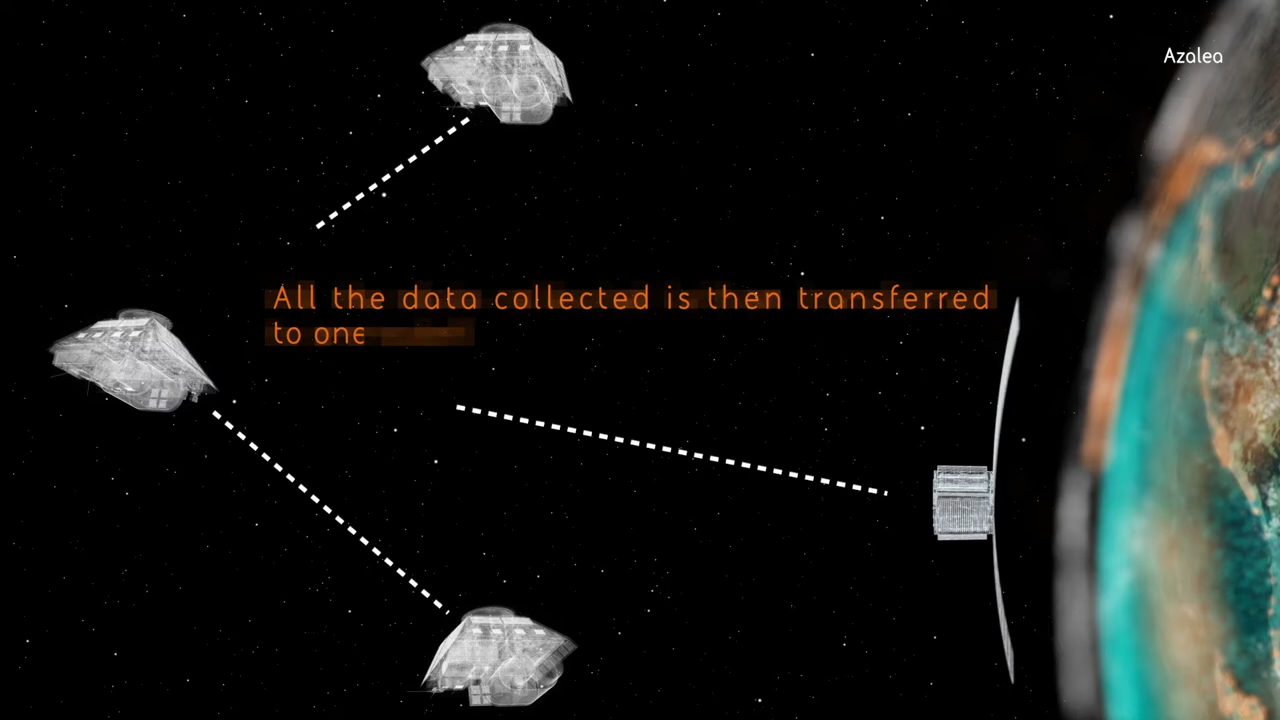 Azalea
All the data collected is then transferred
to one